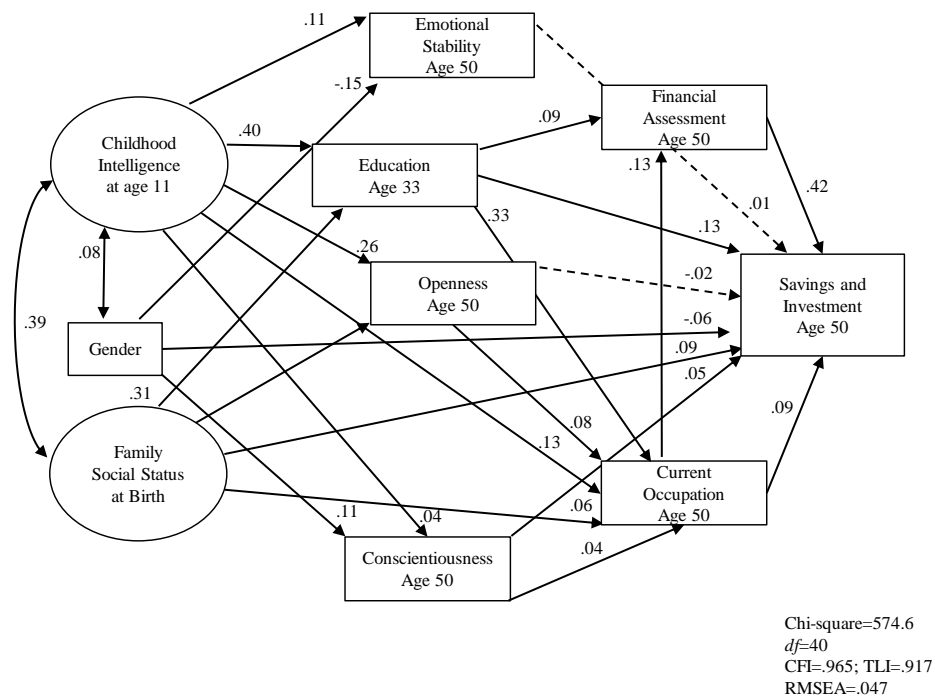 .11
Emotional
Stability
Age 50
-.15
Financial
Assessment
Age 50
.09
Childhood
Intelligence
at age 11
.40
Education
Age 33
.13
.42
.01
.33
.13
.08
.26
-.02
Openness
Age 50
Savings and
Investment
Age 50
.39
Gender
-.06
.09
.05
.31
.09
.08
.13
Family
Social Status
at Birth
Current
Occupation
Age 50
.06
.11
.04
.04
Conscientiousness
Age 50
Chi-square=574.6
df=40
CFI=.965; TLI=.917
RMSEA=.047